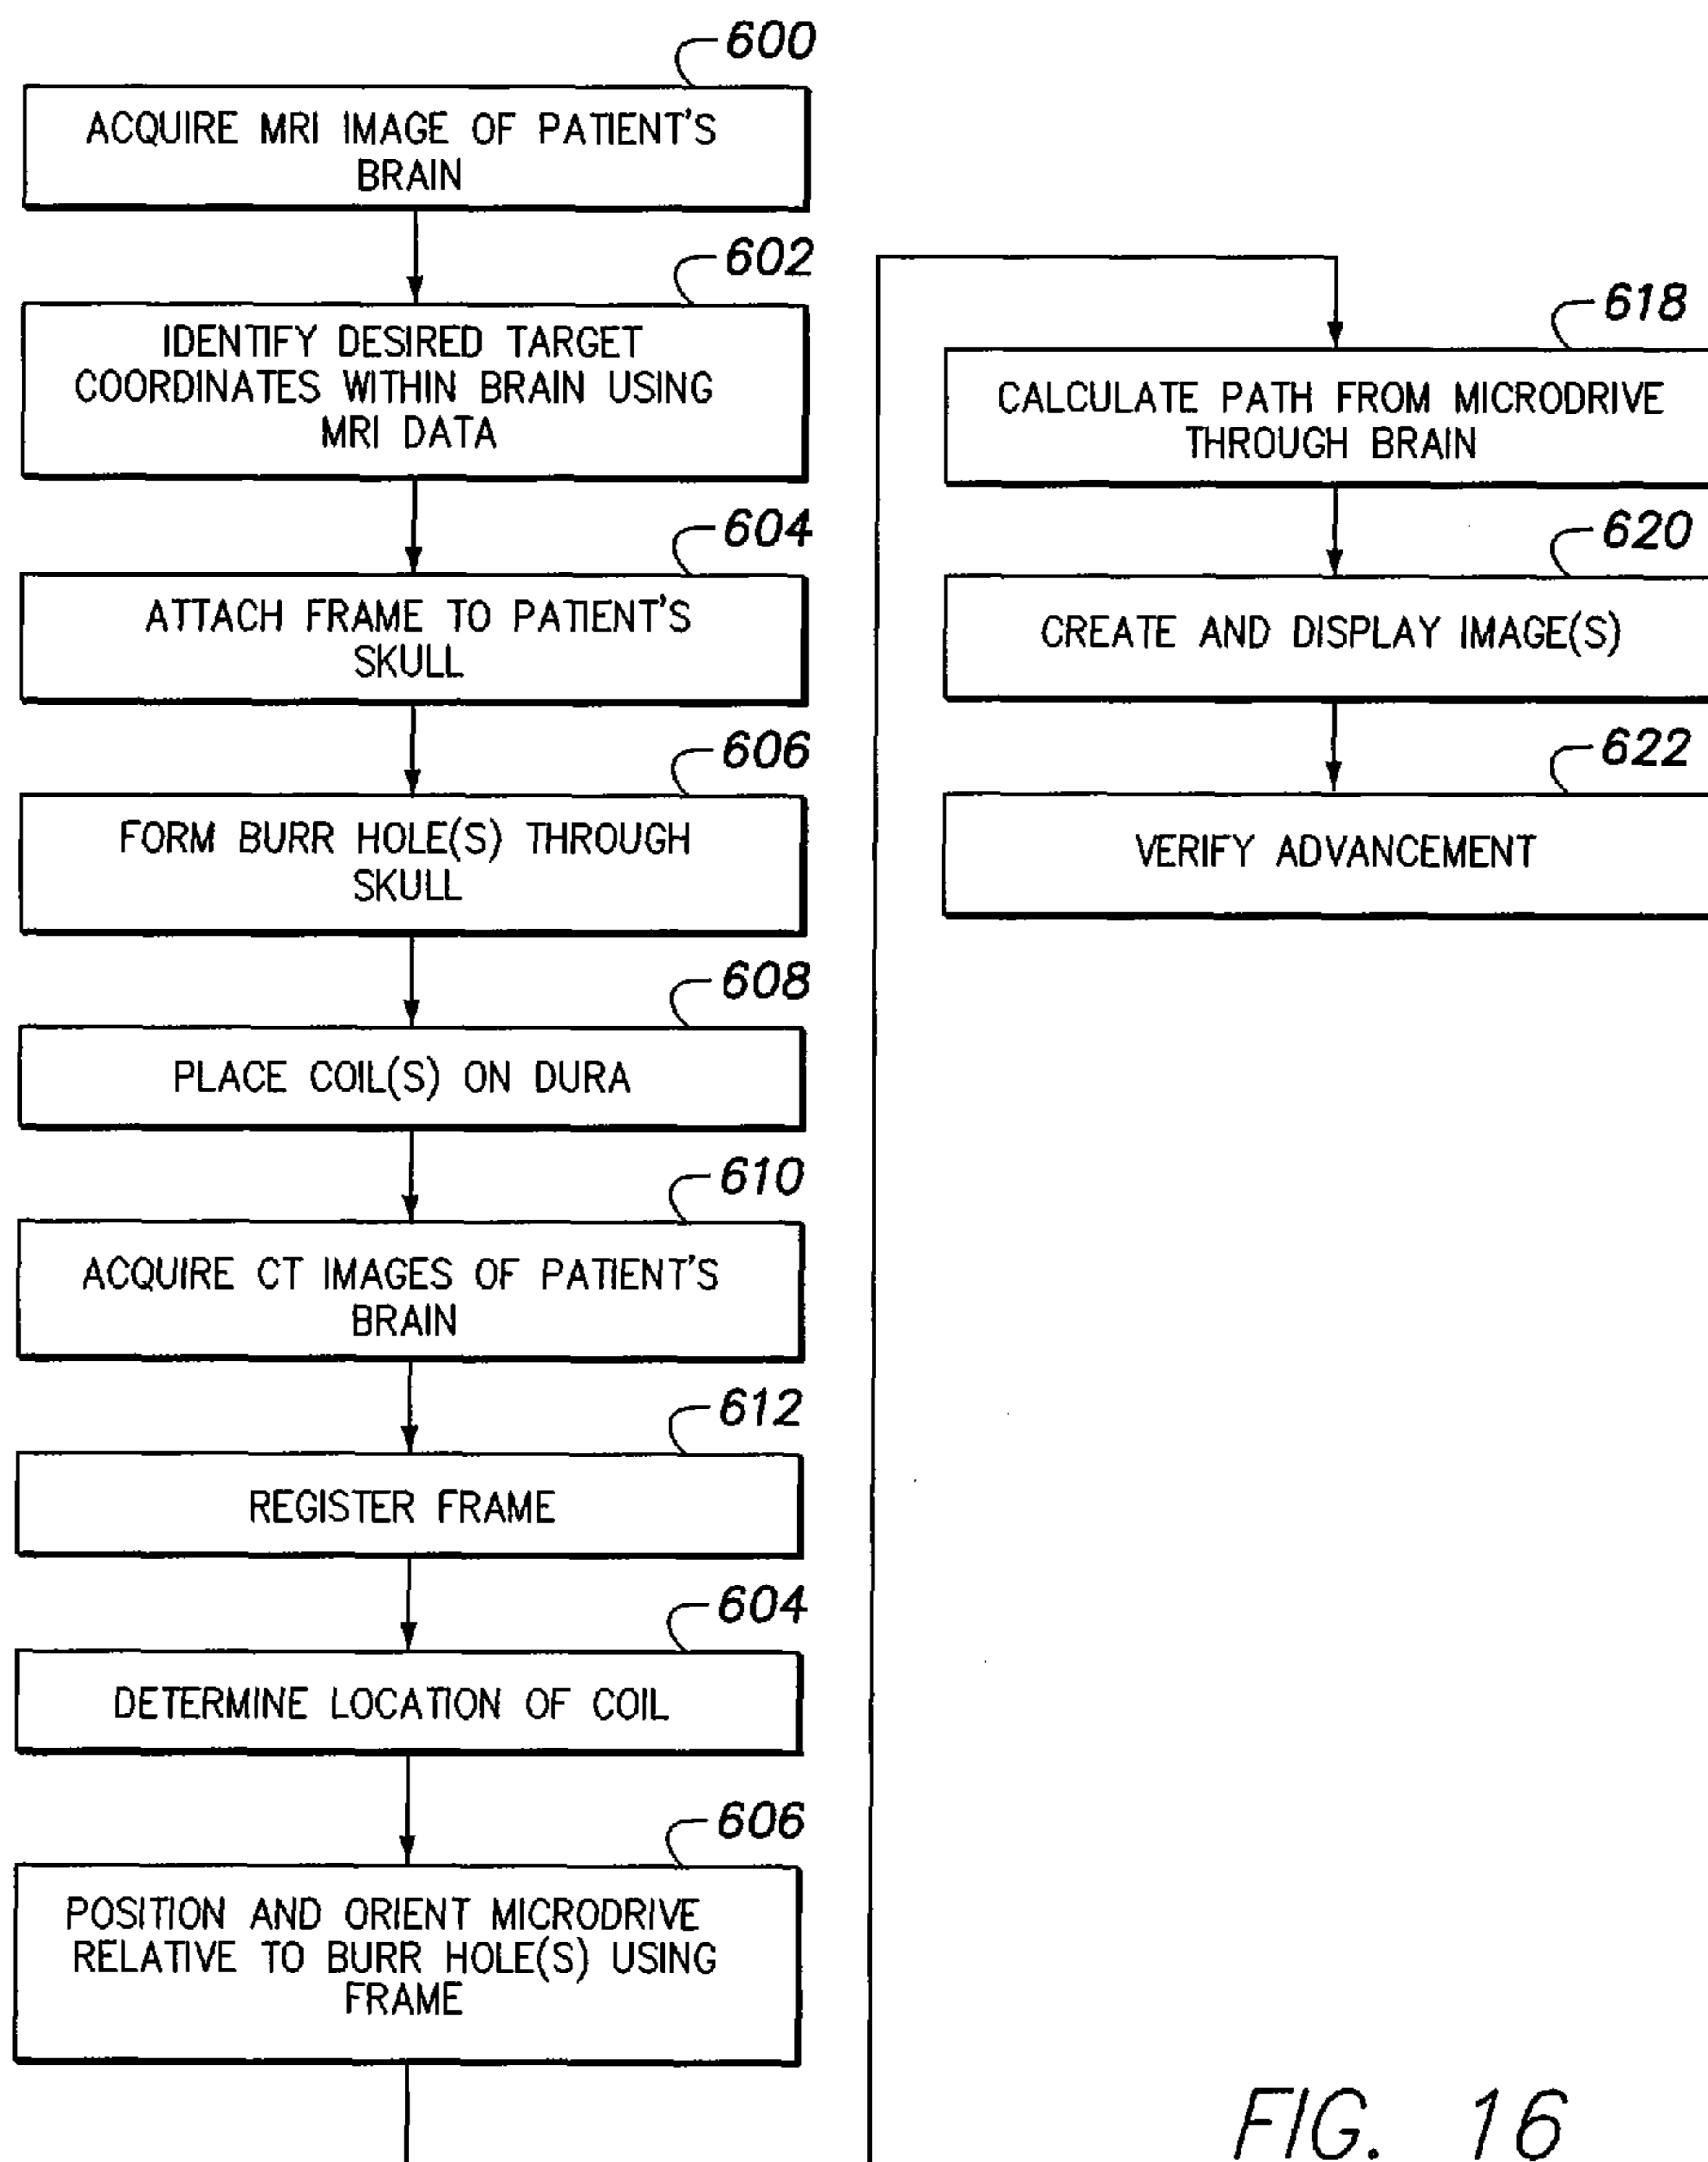 600
ACQUIRE MRI IMAGE OF PATIENT'S
BRAIN
602
IDENTIFY DESIRED TARGET
COORDINATES WITHIN BRAIN USING
MRI DATA
604
ATTACH FRAME TO PATIENT'S
SKULL
606
FORM BURR HOLE(S) THROUGH
SKULL
608
PLACE COIL(S) ON DURA
610
ACQUIRE CT IMAGES OF PATIENT'S
BRAIN
612
REGISTER FRAME
604
DETERMINE LOCATION OF COIL
606
POSITION AND ORIENT MICRODRIVE
RELATIVE TO BURR HOLE(S) USING
FRAME
618
CALCULATE PATH FROM MICRODRIVE
THROUGH BRAIN
620
CREATE AND DISPLAY IMAGE(S)
622
VERIFY ADVANCEMENT
FIG. 16